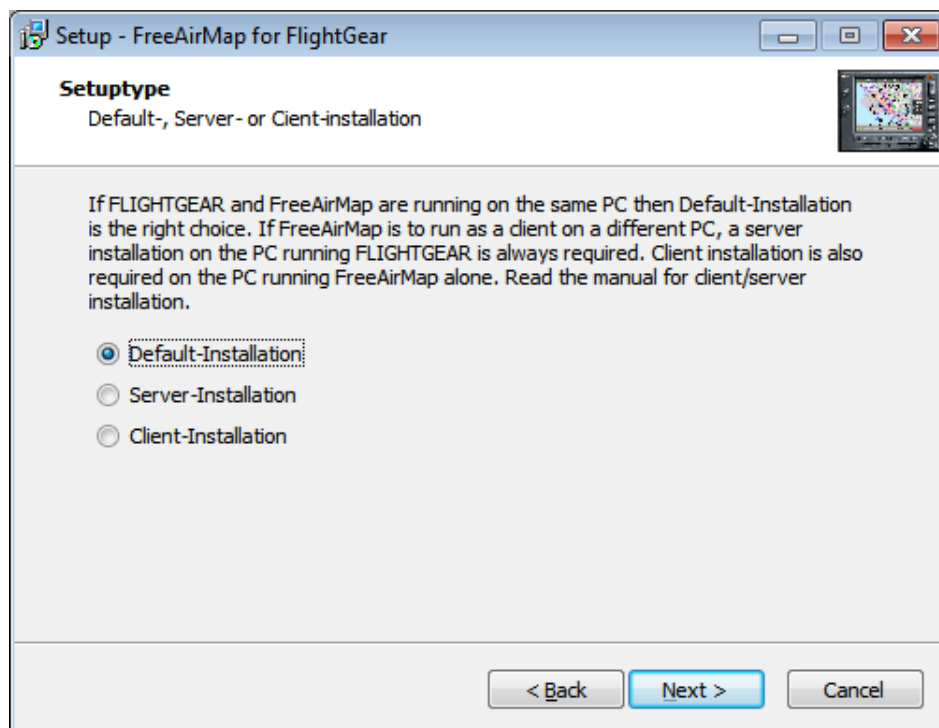 Setup - FreeAirMap for FlightGear
Setuptype
Default-, Server- or Cient-installation
If FLIGHTGEAR and FreeAirMap are running on the same PC then Default-Installation
is the right choice. If FreeAirMap is to run as a client on a different PC, a server
installation on the PC running FLIGHTGEAR is always required. Client installation is also
required on the PC running FreeAirMap alone. Read the manual for client/server
installation.
Default-Installation
Server-Installation
Client-Installation
< Back
Next >
Cancel